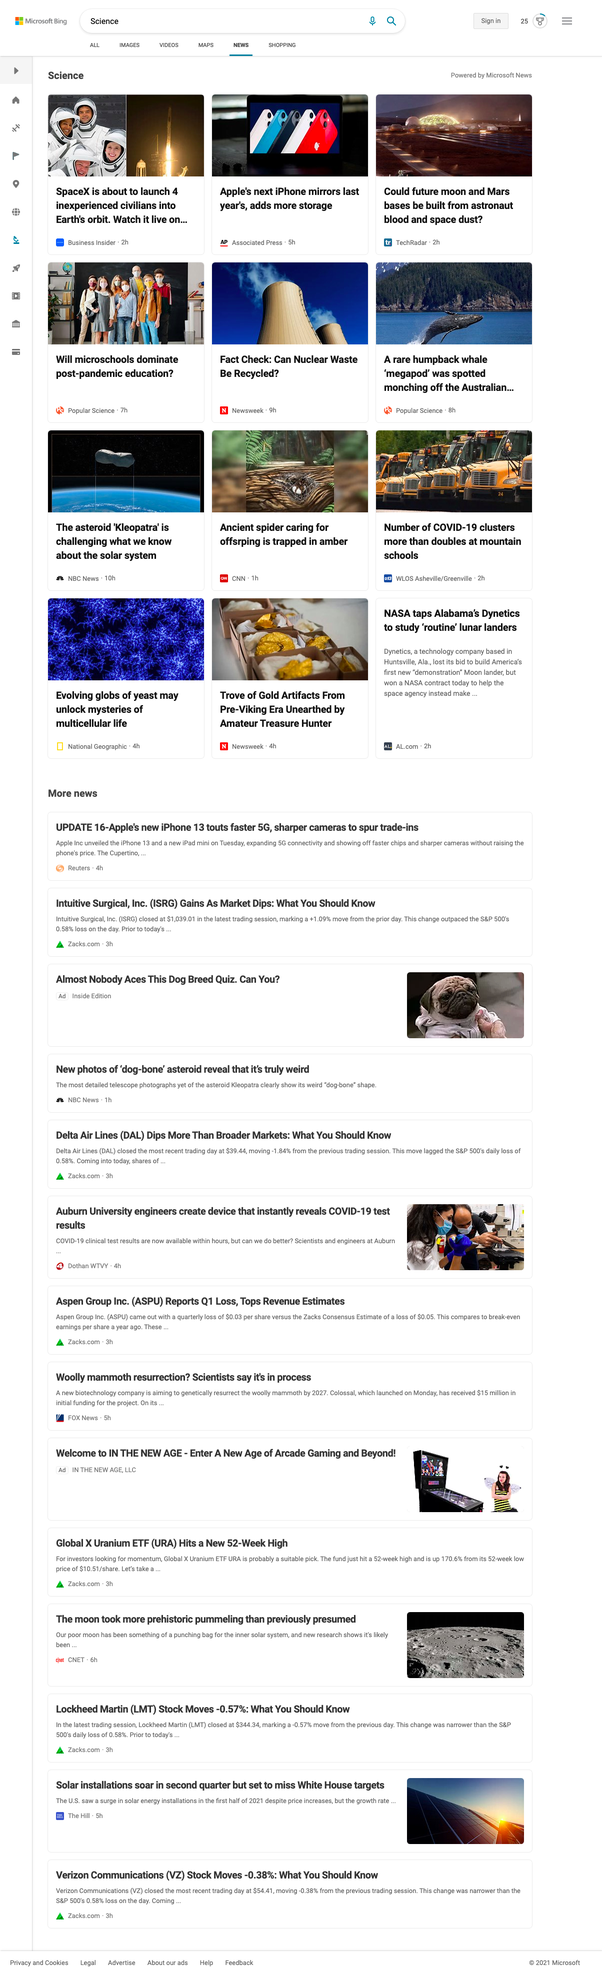 Microsoft Bing
Science
Sign in
25
ALL IMAGES VIDEOS MAPS NEWS SHOPPING
Science
Powered by Microsoft News
SpaceX is about to launch 4
inexperienced civilians into
Earth's orbit. Watch it live on...
Business Insider · 2h
Apple's next iPhone mirrors last
year's, adds more storage
AP Associated Press · 5h
Could future moon and Mars
bases be built from astronaut
blood and space dust?
tr TechRadar · 2h
Will microschools dominate
post-pandemic education?
Popular Science · 7h
Fact Check: Can Nuclear Waste
Be Recycled?
N Newsweek · 9h
A rare humpback whale
‘megapod’ was spotted
monching off the Australian...
Popular Science · 8h
The asteroid 'Kleopatra' is
challenging what we know
about the solar system
NBC News · 10h
Ancient spider caring for
offsrping is trapped in amber
CNN · 1h
Number of COVID-19 clusters
more than doubles at mountain
schools
WLOS Asheville/Greenville · 2h
Evolving globs of yeast may
unlock mysteries of
multicellular life
National Geographic · 4h
Trove of Gold Artifacts From
Pre-Viking Era Unearthed by
Amateur Treasure Hunter
N Newsweek · 4h
NASA taps Alabama’s Dynetics
to study ‘routine’ lunar landers
Dynetics, a technology company based in
Huntsville, Ala., lost its bid to build America's
first new “demonstration” Moon lander, but
won a NASA contract today to help the
space agency instead make ...
AL.com · 2h
More news
UPDATE 16-Apple's new iPhone 13 touts faster 5G, sharper cameras to spur trade-ins
Apple Inc unveiled the iPhone 13 and a new iPad mini on Tuesday, expanding 5G connectivity and showing off faster chips and sharper cameras without raising the
phone's price. The Cupertino, ...
Reuters · 4h
Intuitive Surgical, Inc. (ISRG) Gains As Market Dips: What You Should Know
Intuitive Surgical, Inc. (ISRG) closed at $1,039.01 in the latest trading session, marking a +1.09% move from the prior day. This change outpaced the S&P 500's
0.58% loss on the day. Prior to today's ...
Zacks.com · 3h
Almost Nobody Aces This Dog Breed Quiz. Can You?
Ad Inside Edition
New photos of ‘dog-bone’ asteroid reveal that it’s truly weird
The most detailed telescope photographs yet of the asteroid Kleopatra clearly show its weird “dog-bone” shape.
NBC News · 1h
Delta Air Lines (DAL) Dips More Than Broader Markets: What You Should Know
Delta Air Lines (DAL) closed the most recent trading day at $39.44, moving -1.84% from the previous trading session. This move lagged the S&P 500's daily loss of
0.58%. Coming into today, shares of ...
Zacks.com · 3h
Auburn University engineers create device that instantly reveals COVID-19 test
results
COVID-19 clinical test results are now available within hours, but can we do better? Scientists and engineers at Auburn
...
Dothan WTVY · 4h
Aspen Group Inc. (ASPU) Reports Q1 Loss, Tops Revenue Estimates
Aspen Group Inc. (ASPU) came out with a quarterly loss of $0.03 per share versus the Zacks Consensus Estimate of a loss of $0.05. This compares to break-even
earnings per share a year ago. These ...
Zacks.com · 3h
Woolly mammoth resurrection? Scientists say it's in process
A new biotechnology company is aiming to genetically resurrect the woolly mammoth by 2027. Colossal, which launched on Monday, has received $15 million in
initial funding for the project. On its ...
FOX News · 5h
Welcome to IN THE NEW AGE - Enter A New Age of Arcade Gaming and Beyond!
Ad IN THE NEW AGE, LLC
Global X Uranium ETF (URA) Hits a New 52-Week High
For investors looking for momentum, Global X Uranium ETF URA is probably a suitable pick. The fund just hit a 52-week high and is up 170.6% from its 52-week low
price of $10.51/share. Let's take a ...
Zacks.com · 3h
The moon took more prehistoric pummeling than previously presumed
Our poor moon has been something of a punching bag for the inner solar system, and new research shows it's likely
been ...
CNET · 6h
Lockheed Martin (LMT) Stock Moves -0.57%: What You Should Know
In the latest trading session, Lockheed Martin (LMT) closed at $344.34, marking a -0.57% move from the previous day. This change was narrower than the S&P
500's daily loss of 0.58%. Prior to today's ...
Zacks.com · 3h
Solar installations soar in second quarter but set to miss White House targets
The U.S. saw a surge in solar energy installations in the first half of 2021 despite price increases, but the growth rate ...
The Hill · 5h
Verizon Communications (VZ) Stock Moves -0.38%: What You Should Know
Verizon Communications (VZ) closed the most recent trading day at $54.41, moving -0.38% from the previous trading session. This change was narrower than the
S&P 500's 0.58% loss on the day. Coming ...
Zacks.com · 3h
Privacy and Cookies Legal Advertise About our ads Help Feedback
© 2021 Microsoft